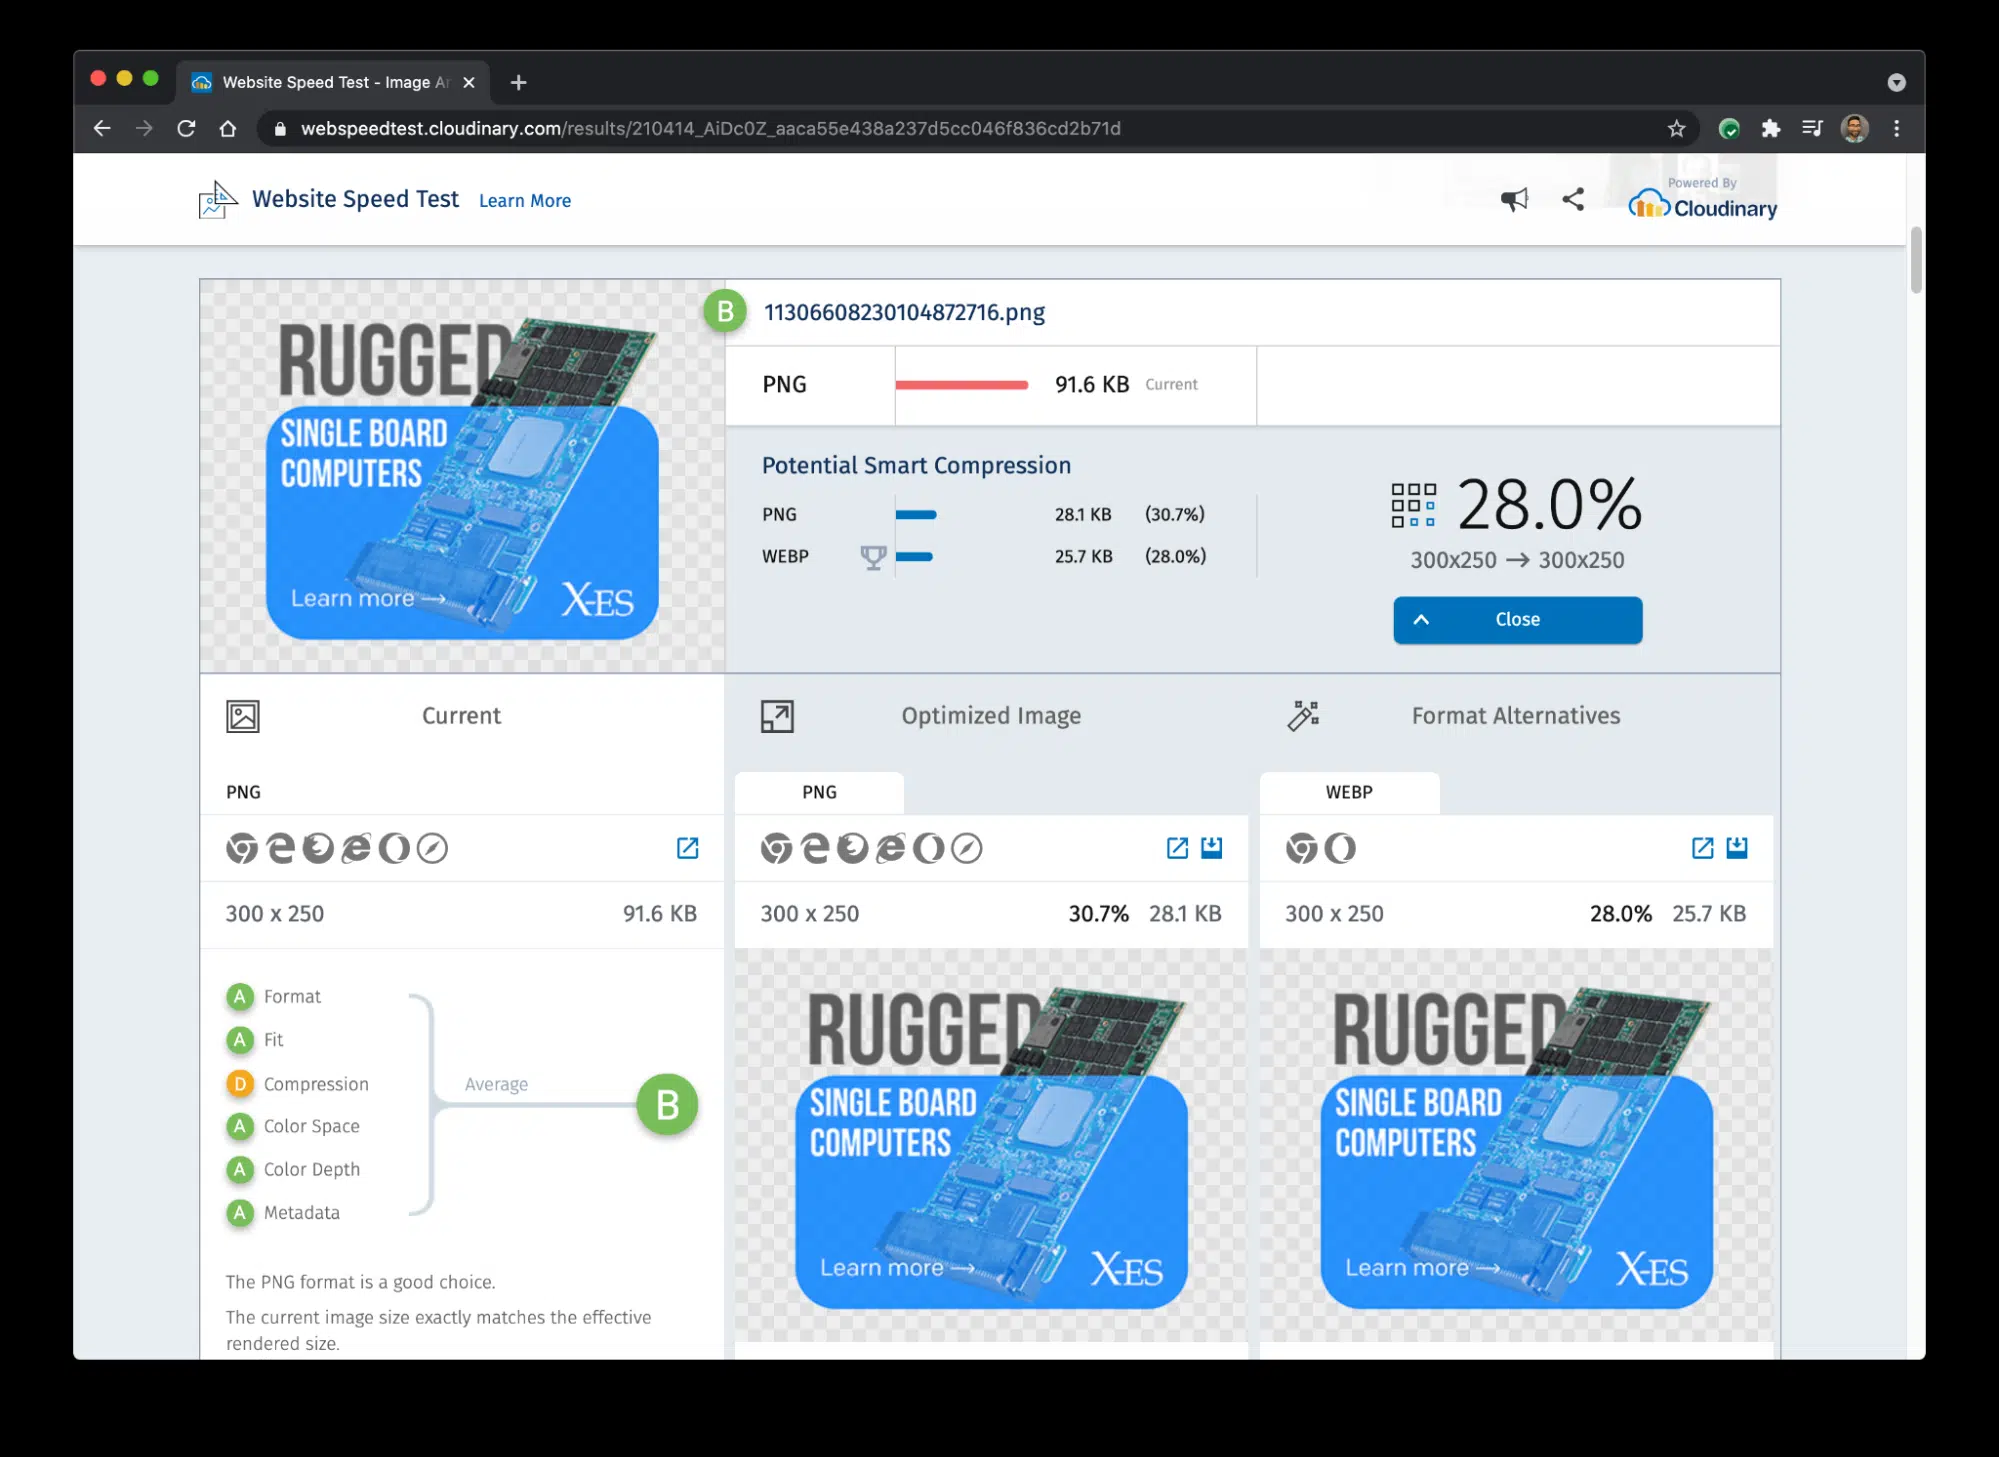 Website Speed Test - Image Ar
webspeedtest.cloudinary.com/results/210414_AiDc0Z_aaca55e438a237d5cc046f836cd2b71d
Website Speed Test Learn More
Powered By
Cloudinary
RUGGED
SINGLE BOARD
COMPUTERS
Learn more →
X-ES
B 11306608230104872716.png
PNG 91.6 KB Current
Potential Smart Compression
PNG 28.1 KB (30.7%)
WEBP 25.7 KB (28.0%)
28.0%
300x250 → 300x250
Close
Current
Optimized Image
Format Alternatives
PNG
PNG
WEBP
300 x 250 91.6 KB
300 x 250 30.7% 28.1 KB
300 x 250 28.0% 25.7 KB
A Format
A Fit
D Compression
A Color Space
A Color Depth
A Metadata
Average
B
The PNG format is a good choice.
The current image size exactly matches the effective
rendered size.
RUGGED
SINGLE BOARD
COMPUTERS
Learn more →
X-ES
RUGGED
SINGLE BOARD
COMPUTERS
Learn more →
X-ES